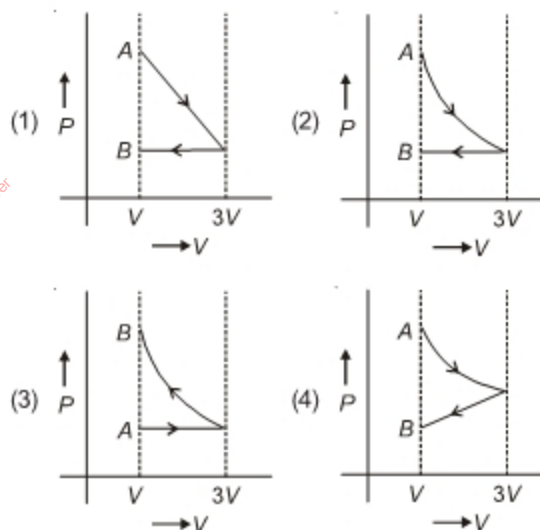 (1) P A B V 3V V
(2) P A B V 3V V
(3) P B A V 3V V
(4) P A B V 3V V